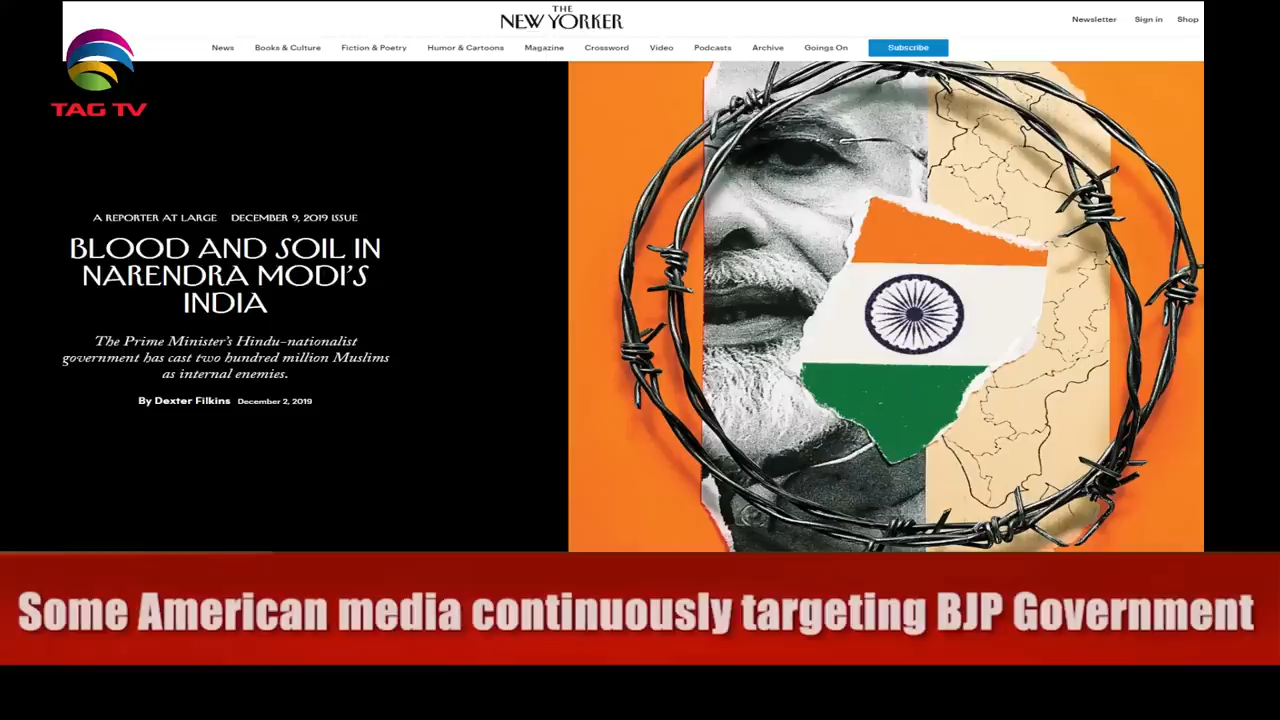 THE
NEW YORKER
Newsletter Sign in Shop
News Books & Culture Fiction & Poetry Humor & Cartoons Magazine Crossword Video Podcasts Archive Goings On Subscribe
TAG TV
A REPORTER AT LARGE DECEMBER 9, 2019 ISSUE
BLOOD AND SOIL IN
NARENDRA MODI'S
INDIA
The Prime Minister's Hindu-nationalist
government has cast two hundred million Muslims
as internal enemies.
By Dexter Filkins December 2, 2019
Some American media continuously targeting BJP Government